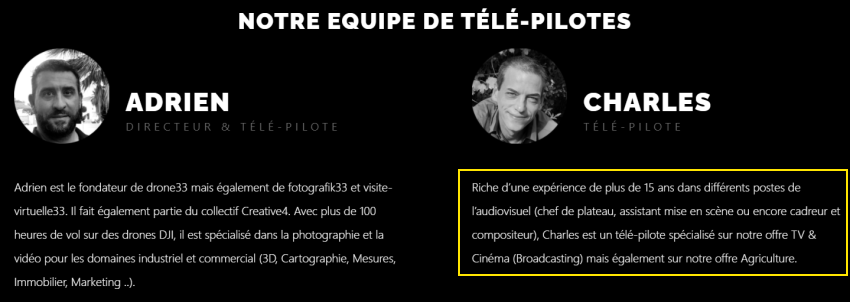 NOTRE EQUIPE DE TÉLÉ-PILOTES
ADRIEN
DIRECTEUR & TÉLÉ-PILOTE
Adrien est le fondateur de drone33 mais également de fotografik33 et visite-
virtuelle33. Il fait également partie du collectif Creative4. Avec plus de 100
heures de vol sur des drones DJI, il est spécialisé dans la photographie et la
vidéo pour les domaines industriel et commercial (3D, Cartographie, Mesures,
Immobilier, Marketing ..).
CHARLES
TÉLÉ-PILOTE
Riche d’une expérience de plus de 15 ans dans différents postes de
l’audiovisuel (chef de plateau, assistant mise en scène ou encore cadreur et
compositeur), Charles est un télé-pilote spécialisé sur notre offre TV &
Cinéma (Broadcasting) mais également sur notre offre Agriculture.